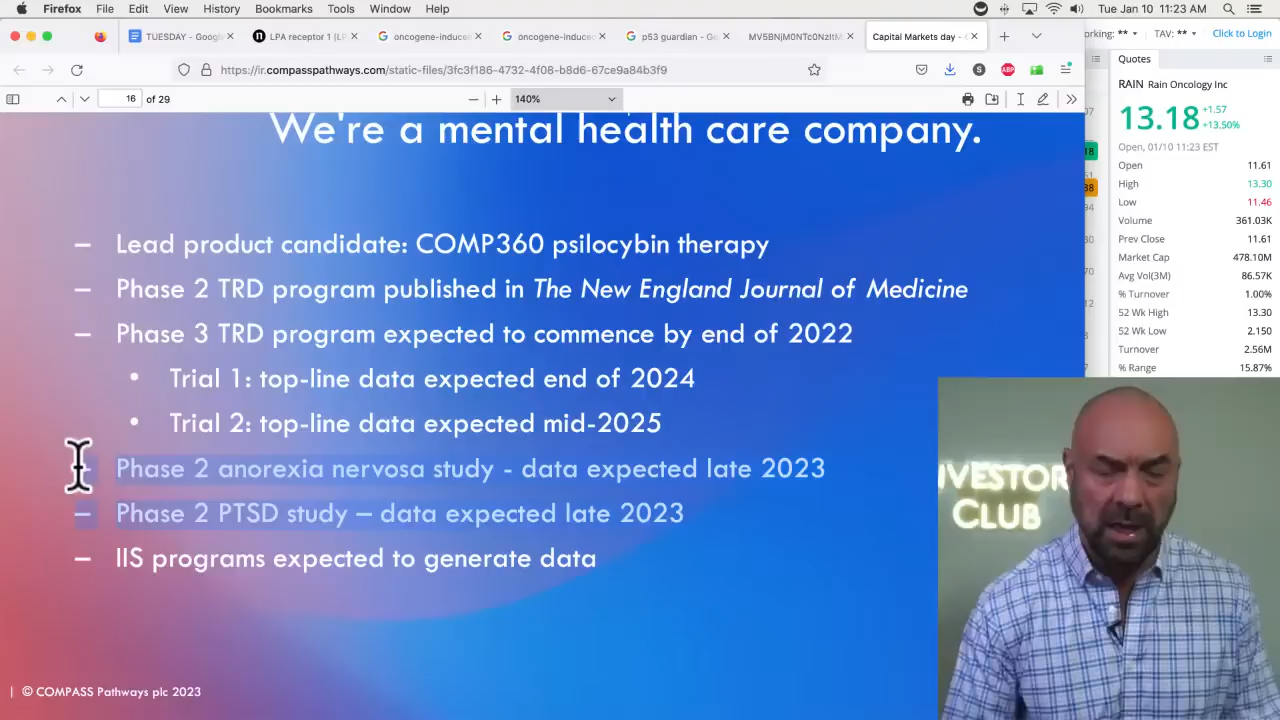 Firefox File Edit View History Bookmarks Tools Window Help Tue Jan 10 11:23 AM
TUESDAY - Googl LPA receptor 1 (LP oncogene-induced oncogene-induced p53 guardian - Go MV5BNjM0NTc0NzItM Capital Markets day -
https://ir.compasspathways.com/static-files/3fc3f186-4732-4f08-b8d6-67ce9a84b3f9
16 of 29 140%
We're a mental health care company.
– Lead product candidate: COMP360 psilocybin therapy
– Phase 2 TRD program published in The New England Journal of Medicine
– Phase 3 TRD program expected to commence by end of 2022
• Trial 1: top-line data expected end of 2024
• Trial 2: top-line data expected mid-2025
– Phase 2 anorexia nervosa study - data expected late 2023
– Phase 2 PTSD study – data expected late 2023
– IIS programs expected to generate data
| © COMPASS Pathways plc 2023
rking: ** TAV: ** Click to Login
Quotes
RAIN Rain Oncology Inc
13.18 +1.57
+13.50%
Open, 01/10 11:23 EST
Open 11.61
High 13.30
Low 11.46
Volume 361.03K
Prev Close 11.61
Market Cap 478.10M
Avg Vol(3M) 86.57K
% Turnover 1.00%
52 Wk High 13.30
52 Wk Low 2.150
Turnover 2.56M
% Range 15.87%
NVESTOR
CLUB